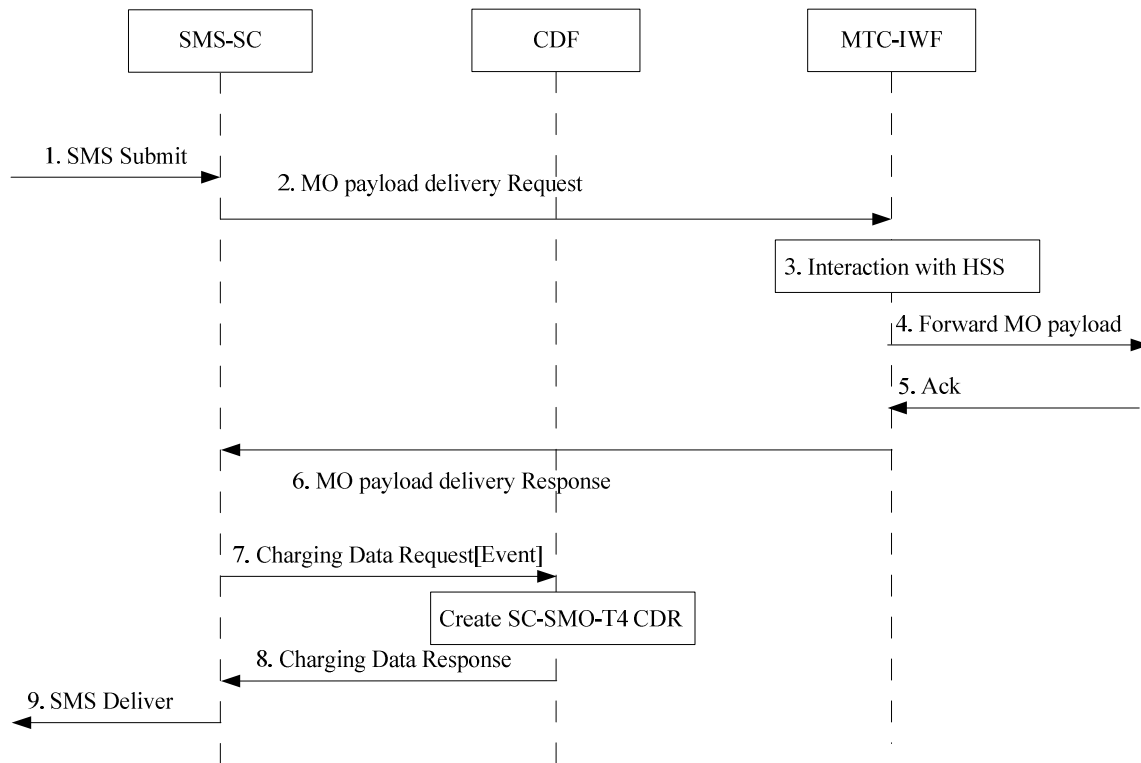 SMS-SC
CDF
MTC-IWF
1. SMS Submit
2. MO payload delivery Request
3. Interaction with HSS
4. Forward MO payload
5. Ack
6. MO payload delivery Response
7. Charging Data Request[Event]
Create SC-SMO-T4 CDR
8. Charging Data Response
9. SMS Deliver